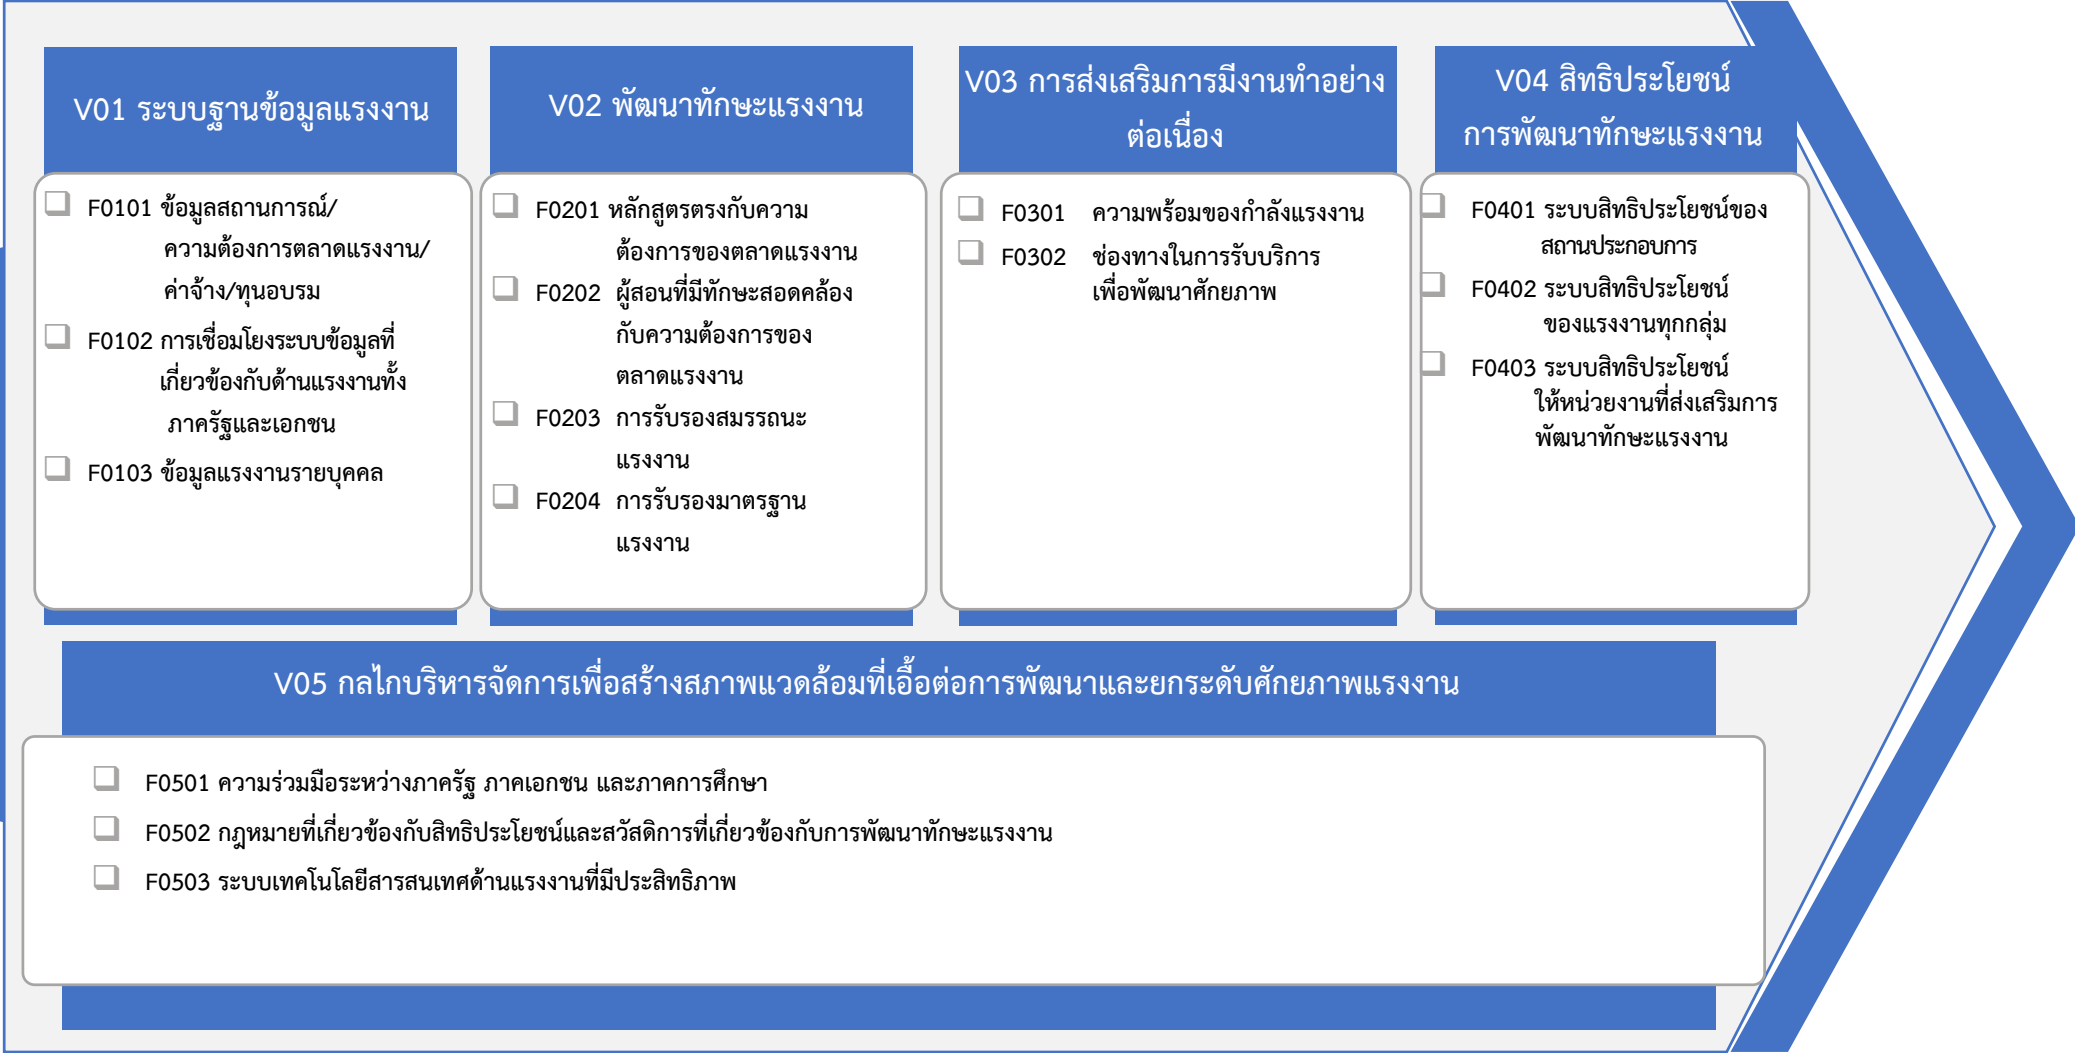 V01 ระบบฐานข้อมูลแรงงาน
F0101 ข้อมูลสถานการณ์/
ความต้องการตลาดแรงงาน/
ค่าจ้าง/ทุนอบรม
F0102 การเชื่อมโยงระบบข้อมูลที่
เกี่ยวข้องกับด้านแรงงานทั้ง
ภาครัฐและเอกชน
F0103 ข้อมูลแรงงานรายบุคคล
V02 พัฒนาทักษะแรงงาน
F0201 หลักสูตรตรงกับความ
ต้องการของตลาดแรงงาน
F0202 ผู้สอนที่มีทักษะสอดคล้อง
กับความต้องการของ
ตลาดแรงงาน
F0203 การรับรองสมรรถนะ
แรงงาน
F0204 การรับรองมาตรฐาน
แรงงาน
V03 การส่งเสริมการมีงานทำอย่าง
ต่อเนื่อง
F0301 ความพร้อมของกำลังแรงงาน
F0302 ช่องทางในการรับบริการ
เพื่อพัฒนาศักยภาพ
V04 สิทธิประโยชน์
การพัฒนาทักษะแรงงาน
F0401 ระบบสิทธิประโยชน์ของ
สถานประกอบการ
F0402 ระบบสิทธิประโยชน์
ของแรงงานทุกกลุ่ม
F0403 ระบบสิทธิประโยชน์
ให้หน่วยงานที่ส่งเสริมการ
พัฒนาทักษะแรงงาน
V05 กลไกบริหารจัดการเพื่อสร้างสภาพแวดล้อมที่เอื้อต่อการพัฒนาและยกระดับศักยภาพแรงงาน
F0501 ความร่วมมือระหว่างภาครัฐ ภาคเอกชน และภาคการศึกษา
F0502 กฎหมายที่เกี่ยวข้องกับสิทธิประโยชน์และสวัสดิการที่เกี่ยวข้องกับการพัฒนาทักษะแรงงาน
F0503 ระบบเทคโนโลยีสารสนเทศด้านแรงงานที่มีประสิทธิภาพ